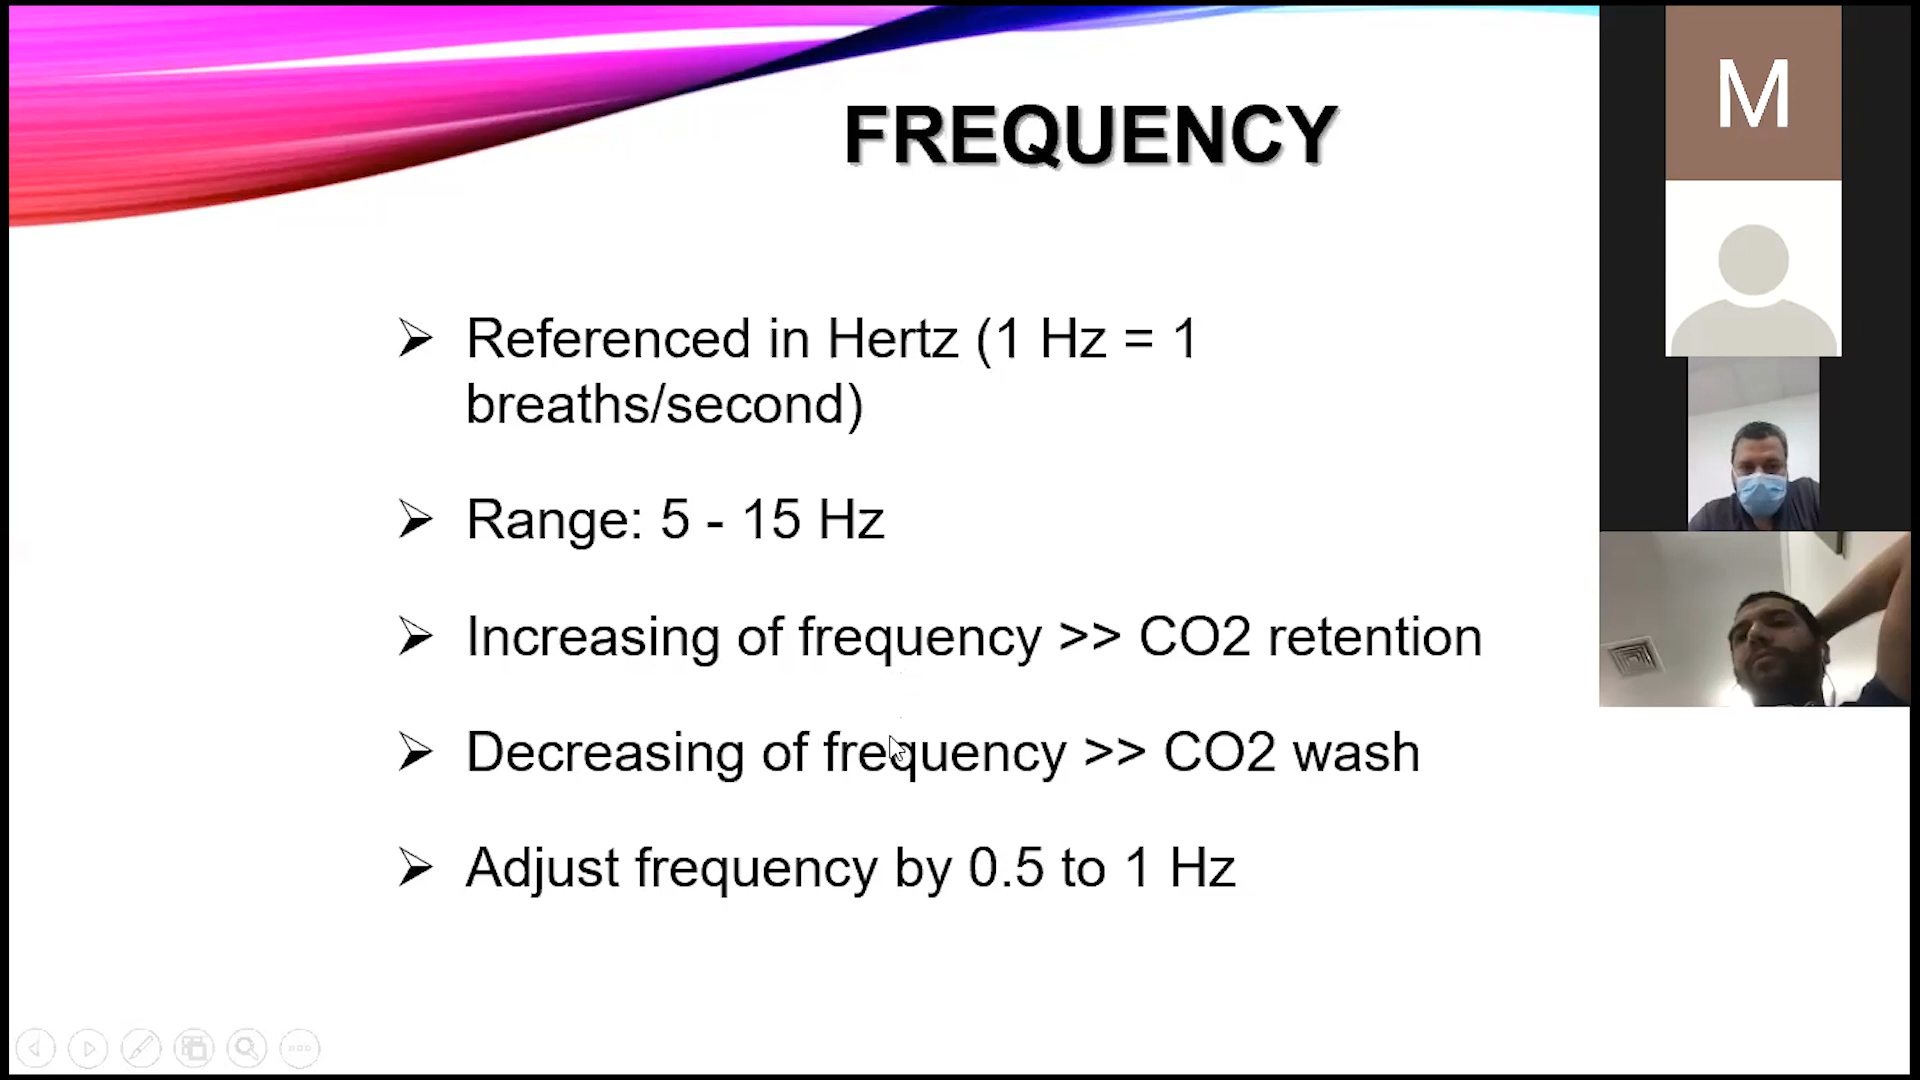 FREQUENCY
M
Referenced in Hertz (1 Hz = 1
breaths/second)
Range: 5 - 15 Hz
Increasing of frequency >> CO2 retention
Decreasing of frequency >> CO2 wash
Adjust frequency by 0.5 to 1 Hz